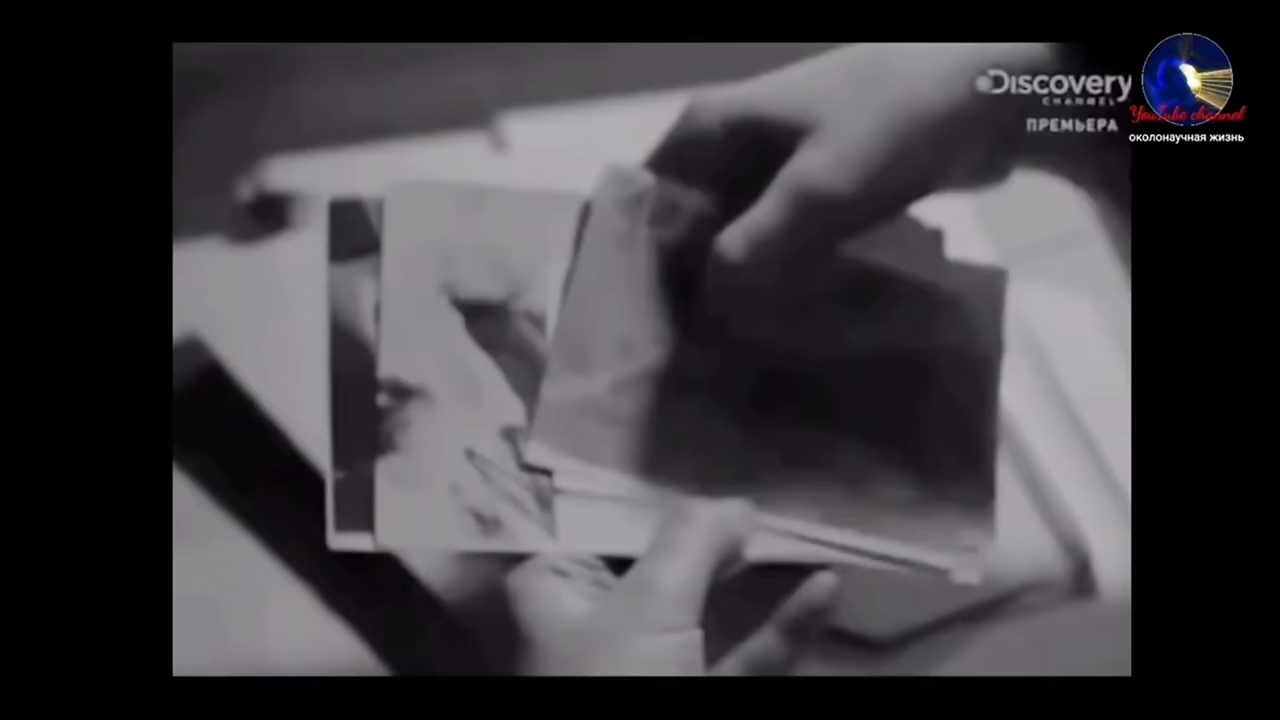 Discovery
CHANNEL
ПРЕМЬЕРА
YouTube channel
околонаучная жизнь